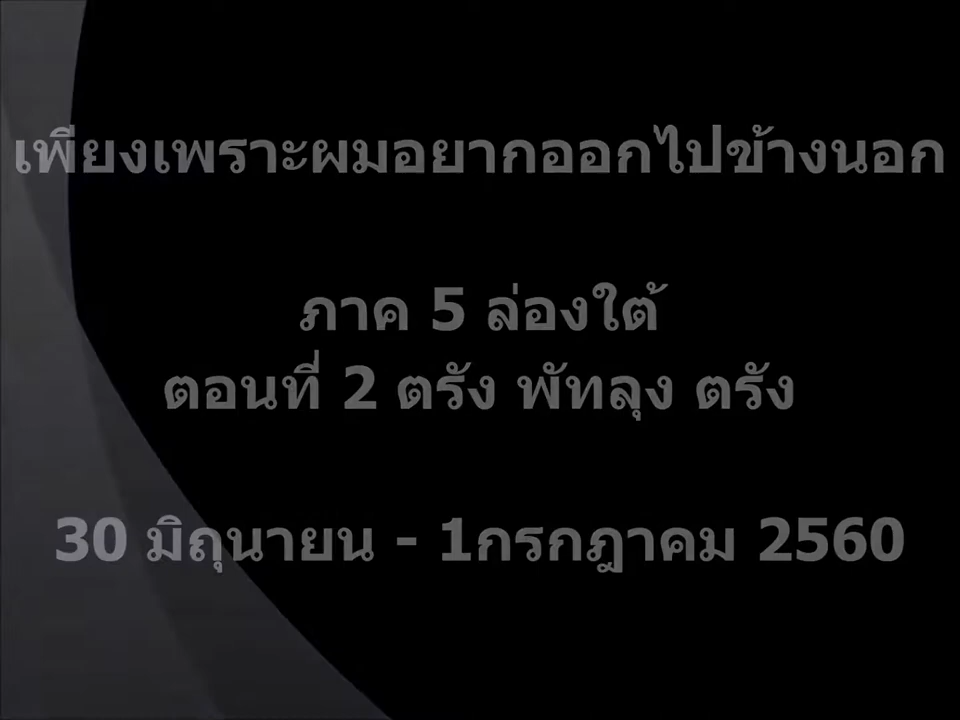 เพียงเพราะผมอยากออกไปข้างนอก
ภาค 5 ล่องใต้
ตอนที่ 2 ตรัง พัทลุง ตรัง
30 มิถุนายน - 1กรกฎาคม 2560